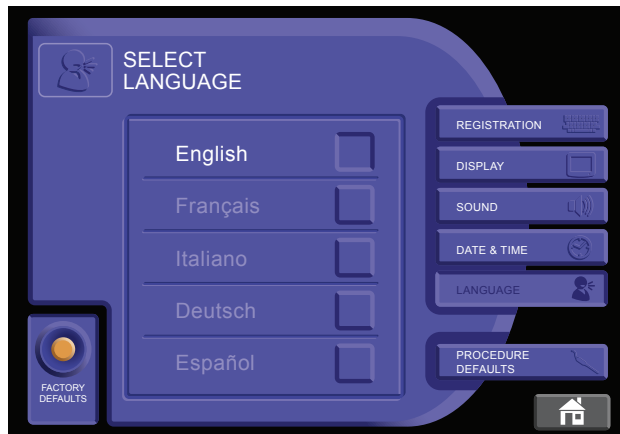 SELECT
LANGUAGE
English
Français
Italiano
Deutsch
Español
REGISTRATION
DISPLAY
SOUND
DATE & TIME
LANGUAGE
PROCEDURE
DEFAULTS
FACTORY
DEFAULTS